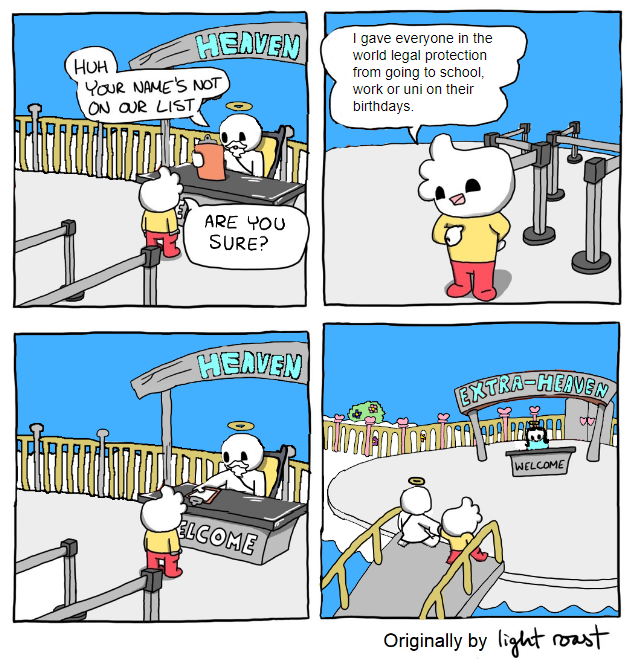 HEAVEN
HUH
YOUR NAME'S NOT
ON OUR LIST
ARE YOU
SURE?
I gave everyone in the
world legal protection
from going to school,
work or uni on their
birthdays.
HEAVEN
ELCOME
EXTRA-HEAVEN
WELCOME
Originally by light roast